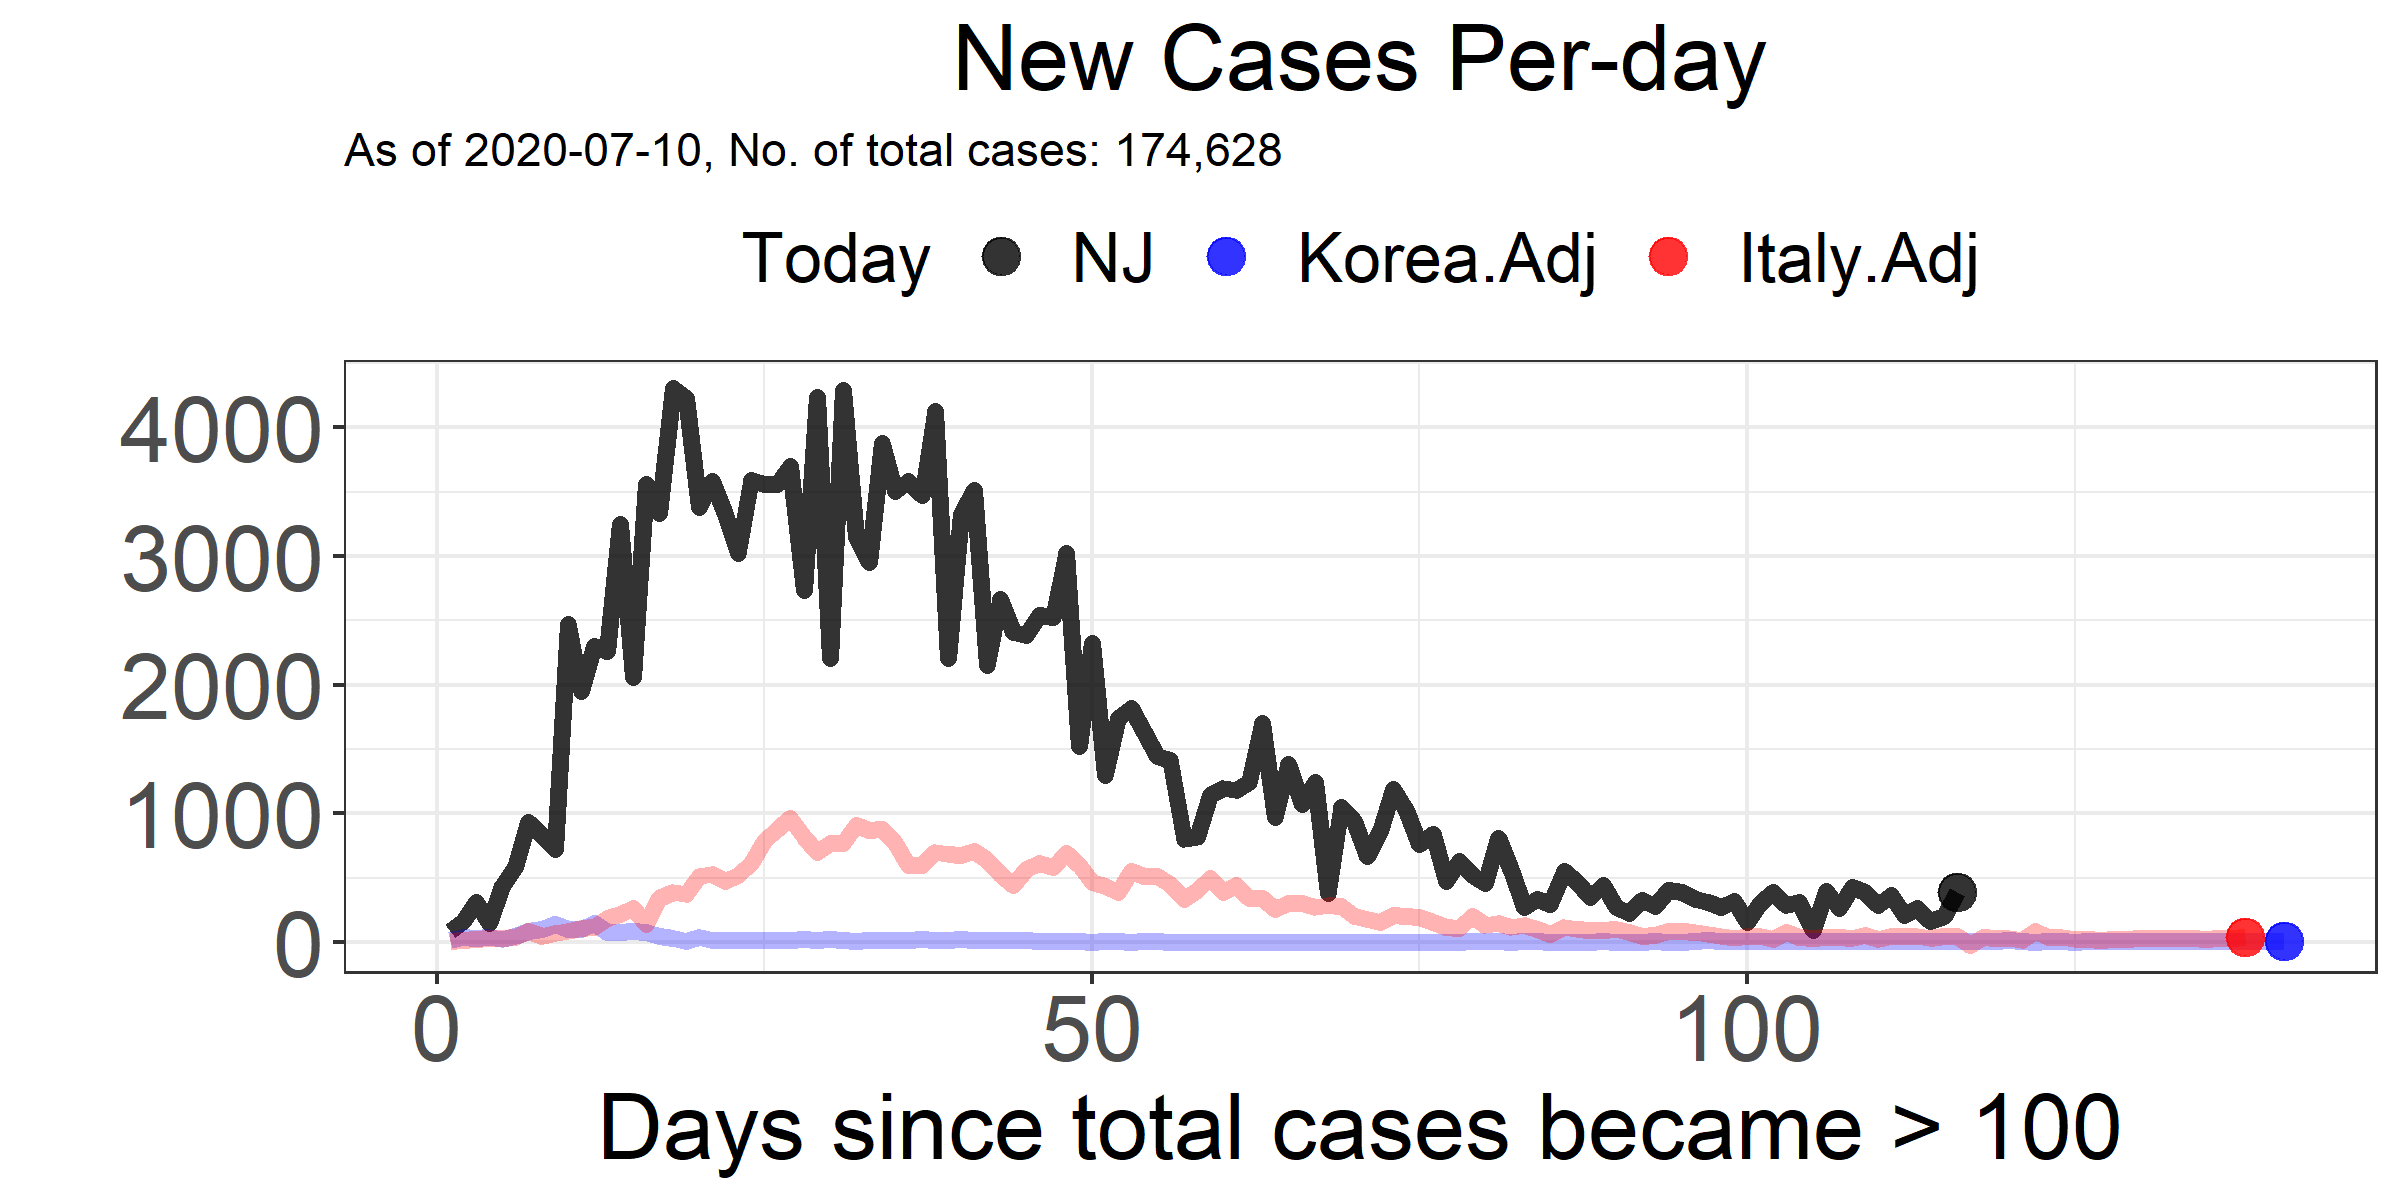 New Cases Per-day
As of 2020-07-10, No. of total cases: 174,628
Today NJ Korea.Adj Italy.Adj
4000
3000
2000
1000
0
0 50 100
Days since total cases became > 100